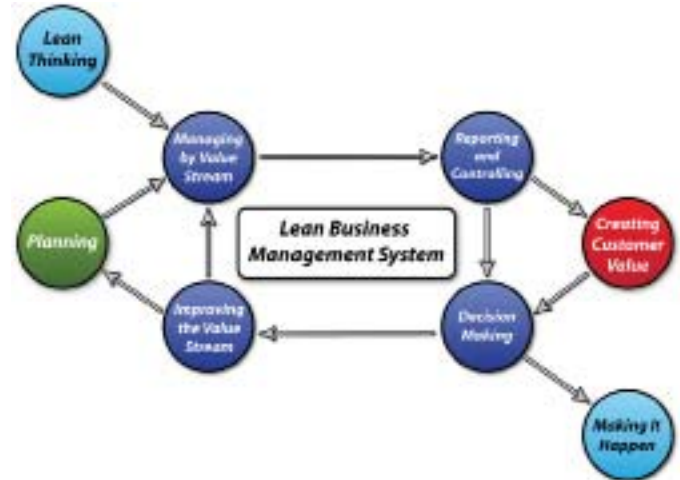 Lean
Thinking
Managing
by Value
Stream
Reporting
and
Controlling
Planning
Lean Business
Management System
Creating
Customer
Value
Improving
the Value
Stream
Decision
Making
Making It
Happen